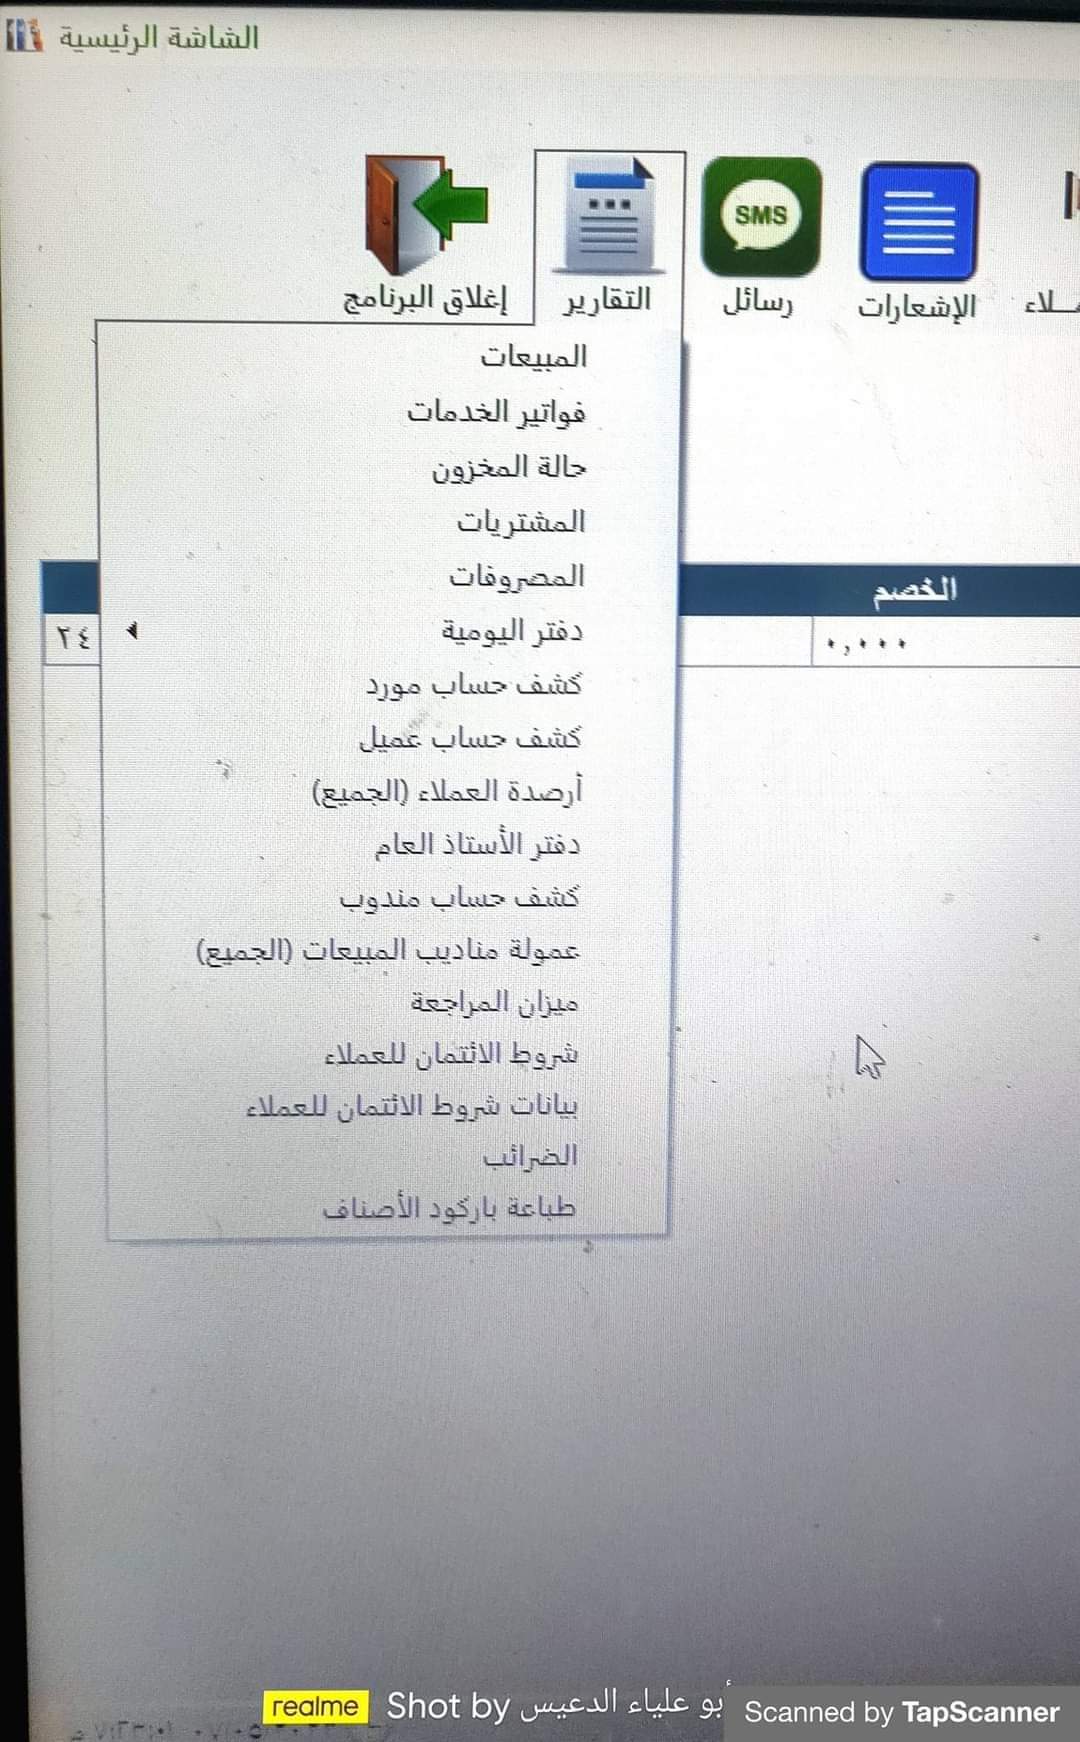 الشاشة الرئيسية
SMS
الإشعارات
رسائل
التقارير
إغلاق البرنامج
المبيعات
فواتير الخدمات
حالة المخزون
المشتريات
المصروفات
دفتر اليومية
كشف حساب مورد
كشف حساب عميل
أرصدة العملاء (الجميع)
دفتر الأستاذ العام
كشف حساب مندوب
عمولة مناديب المبيعات (الجميع)
ميزان المراجعة
شروط الائتمان للعملاء
بيانات شروط الائتمان للعملاء
الضرائب
طباعة باركود الأصناف
الخصم
٠,٠٠٠
٢٤
realme Shot by أبو علياء الدعيس
Scanned by TapScanner